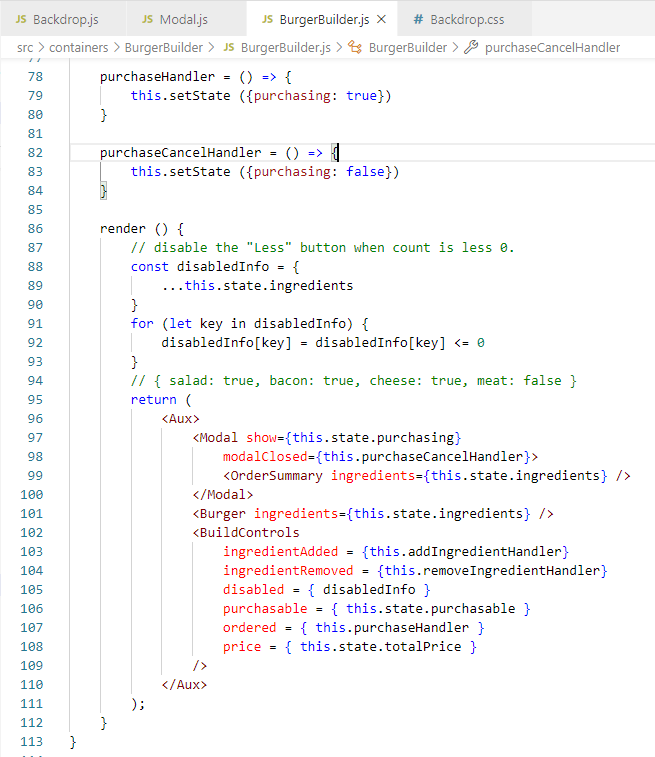 JS Backdrop.js JS Modal.js JS BurgerBuilder.js × # Backdrop.css
src > containers > BurgerBuilder > JS BurgerBuilder.js > BurgerBuilder > purchaseCancelHandler
78 purchaseHandler = () => {
79 this.setState ({purchasing: true})
80 }
81
82 purchaseCancelHandler = () => {
83 this.setState ({purchasing: false})
84 }
85
86 render () {
87 // disable the "Less" button when count is less 0.
88 const disabledInfo = {
89 ...this.state.ingredients
90 }
91 for (let key in disabledInfo) {
92 disabledInfo[key] = disabledInfo[key] <= 0
93 }
94 // { salad: true, bacon: true, cheese: true, meat: false }
95 return (
96 <Aux>
97 <Modal show={this.state.purchasing}
98 modalClosed={this.purchaseCancelHandler}>
99 <OrderSummary ingredients={this.state.ingredients} />
100 </Modal>
101 <Burger ingredients={this.state.ingredients} />
102 <BuildControls
103 ingredientAdded = {this.addIngredientHandler}
104 ingredientRemoved = {this.removeIngredientHandler}
105 disabled = { disabledInfo }
106 purchasable = { this.state.purchasable }
107 ordered = { this.purchaseHandler }
108 price = { this.state.totalPrice }
109 />
110 </Aux>
111 );
112 }
113 }